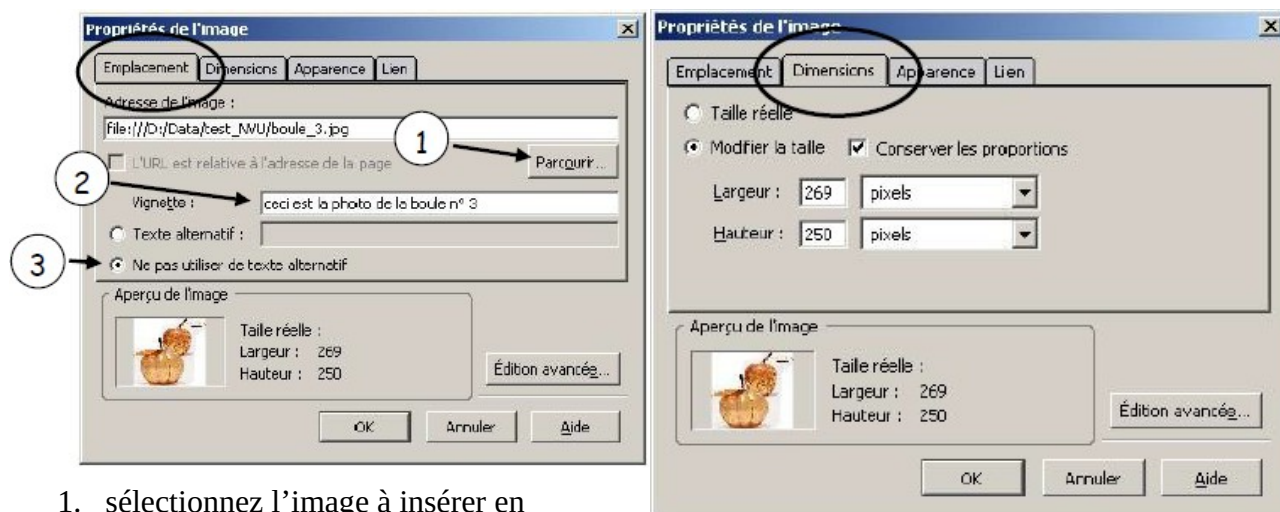 Propriétés de l'image
Emplacement Dimensions Apparence Lien
Adresse de l'image :
file:///D:/Data/test_NVU/boule_3.jpg
1
L'URL est relative à l'adresse de la page
Parcourir...
2
Vignette :
ceci est la photo de la boule n° 3
Texte alternatif :
3
Ne pas utiliser de texte alternatif
Aperçu de l'image
Taille réelle :
Largeur : 269
Hauteur : 250
Édition avancée...
OK Annuler Aide
1. sélectionnez l'image à insérer en
Propriétés de l'image
Emplacement Dimensions Apparence Lien
Taille réelle
Modifier la taille Conserver les proportions
Largeur : 269 pixels
Hauteur : 250 pixels
Aperçu de l'image
Taille réelle :
Largeur : 269
Hauteur : 250
Édition avancée...
OK Annuler Aide